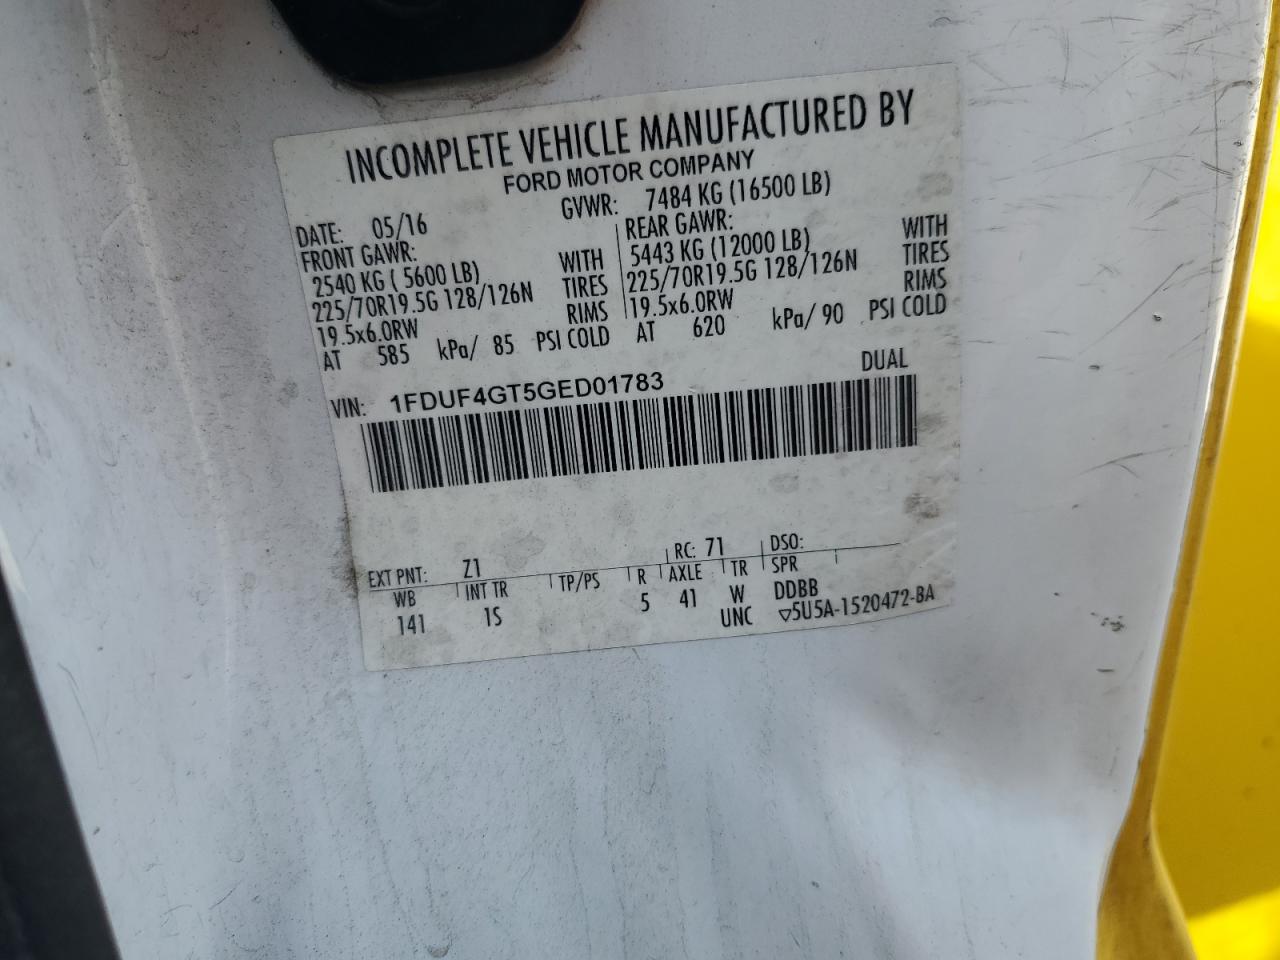 INCOMPLETE VEHICLE MANUFACTURED BY
FORD MOTOR COMPANY
DATE: 05/16 GVWR: 7484 KG (16500 LB)
FRONT GAWR: REAR GAWR:
2540 KG ( 5600 LB) WITH 5443 KG (12000 LB) WITH
225/70R19.5G 128/126N TIRES 225/70R19.5G 128/126N TIRES
19.5x6.0RW RIMS 19.5x6.0RW RIMS
AT 585 kPa/ 85 PSI COLD AT 620 kPa/ 90 PSI COLD
DUAL
VIN: 1FDUF4GT5GED01783
EXT PNT: Z1 RC: 71 DSO:
WB INT TR TP/PS R AXLE TR SPR
141 1S 5 41 W DDBB
UNC ▽5U5A-1520472-BA